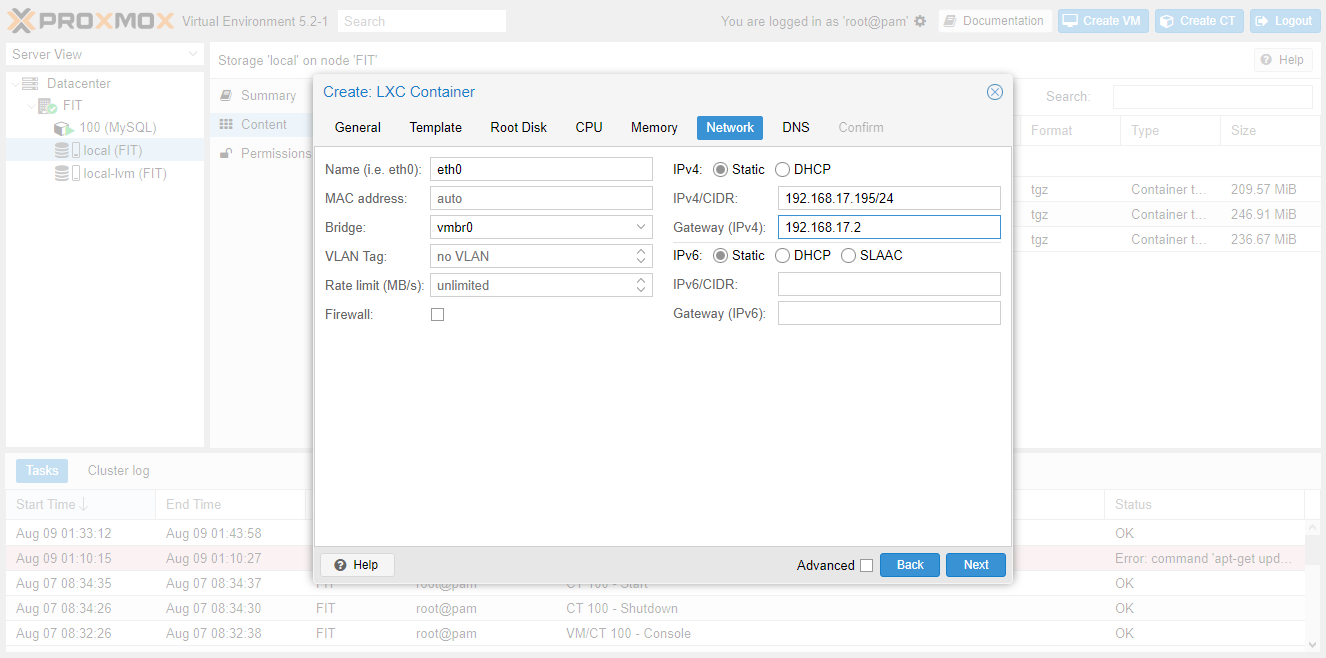 PROXMOX Virtual Environment 5.2-1 Search You are logged in as 'root@pam' Documentation Create VM Create CT Logout
Server View
Storage 'local' on node 'FIT' Help
Datacenter
FIT
100 (MySQL)
local (FIT)
local-lvm (FIT)
Summary
Content
Permissions
Search:
Format Type Size
tgz Container t... 209.57 MiB
tgz Container t... 246.91 MiB
tgz Container t... 236.67 MiB
Create: LXC Container
General Template Root Disk CPU Memory Network DNS Confirm
Name (i.e. eth0): eth0
MAC address: auto
Bridge: vmbr0
VLAN Tag: no VLAN
Rate limit (MB/s): unlimited
Firewall:
IPv4: Static DHCP
IPv4/CIDR: 192.168.17.195/24
Gateway (IPv4): 192.168.17.2
IPv6: Static DHCP SLAAC
IPv6/CIDR:
Gateway (IPv6):
Help Advanced Back Next
Tasks Cluster log
Start Time End Time Status
Aug 09 01:33:12 Aug 09 01:43:58 OK
Aug 09 01:10:15 Aug 09 01:10:27 Error: command 'apt-get upd...
Aug 07 08:34:35 Aug 07 08:34:37 FIT root@pam CT 100 - Start OK
Aug 07 08:34:26 Aug 07 08:34:30 FIT root@pam CT 100 - Shutdown OK
Aug 07 08:32:26 Aug 07 08:32:38 FIT root@pam VM/CT 100 - Console OK